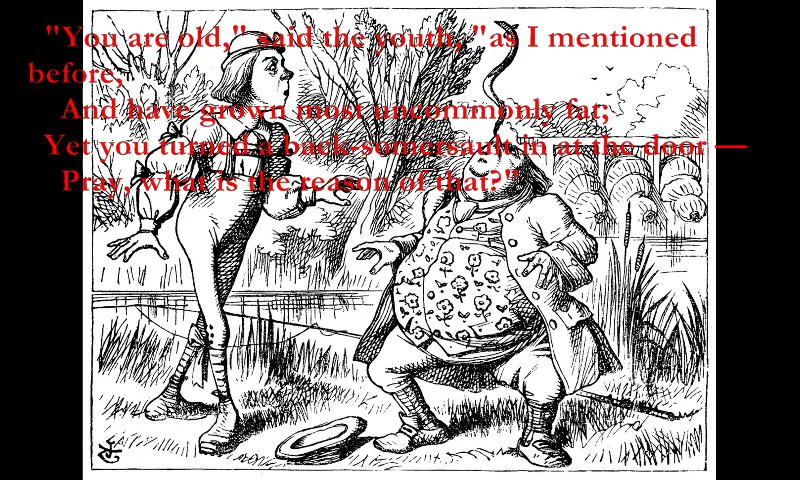 "You are old," said the youth, "as I mentioned
before,
And have grown most uncommonly fat;
Yet you turned a back-somersault in at the door —
Pray, what is the reason of that?"